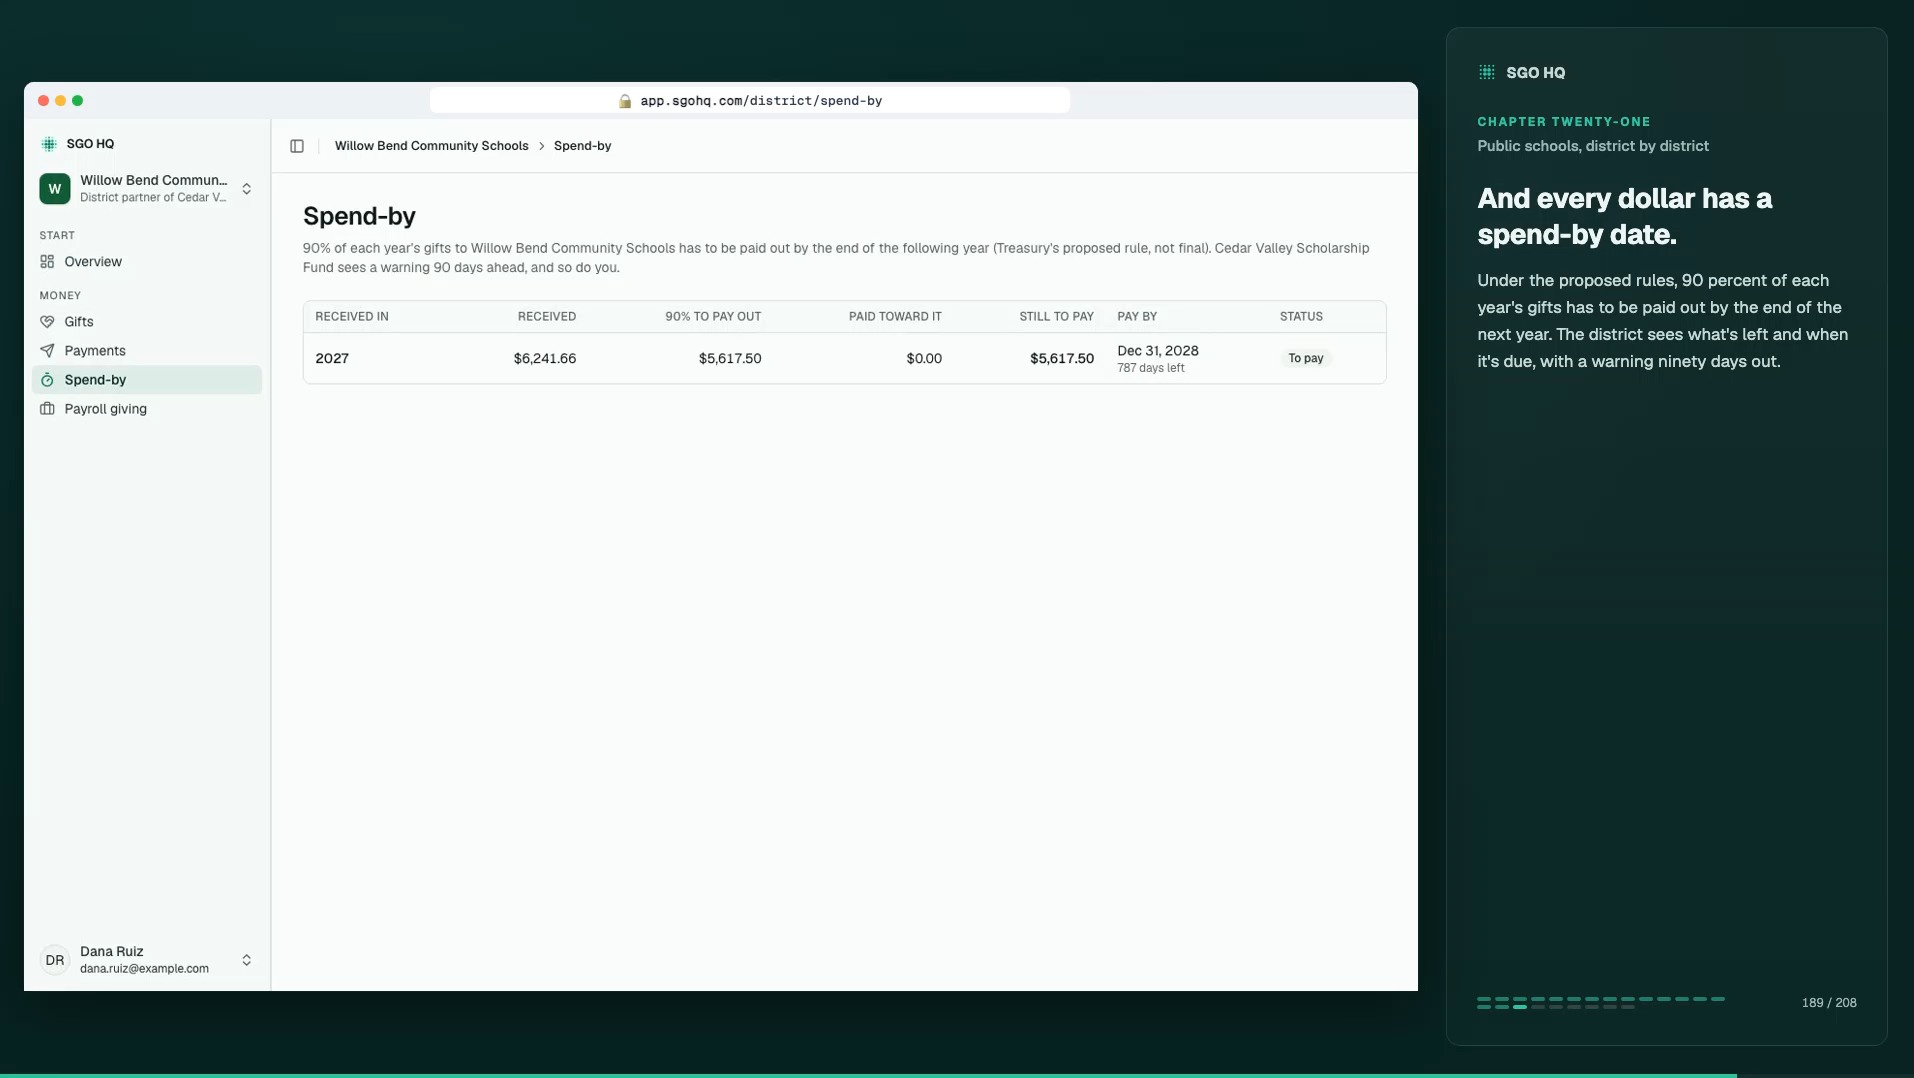 app.sgohq.com/district/spend-by
SGO HQ
W
Willow Bend Commun...
District partner of Cedar V...
START
Overview
MONEY
Gifts
Payments
Spend-by
Payroll giving
DR
Dana Ruiz
dana.ruiz@example.com
Willow Bend Community Schools > Spend-by
Spend-by
90% of each year's gifts to Willow Bend Community Schools has to be paid out by the end of the following year (Treasury's proposed rule, not final). Cedar Valley Scholarship
Fund sees a warning 90 days ahead, and so do you.
RECEIVED IN RECEIVED 90% TO PAY OUT PAID TOWARD IT STILL TO PAY PAY BY STATUS
2027 $6,241.66 $5,617.50 $0.00 $5,617.50 Dec 31, 2028 To pay
787 days left
SGO HQ
CHAPTER TWENTY-ONE
Public schools, district by district
And every dollar has a
spend-by date.
Under the proposed rules, 90 percent of each
year's gifts has to be paid out by the end of the
next year. The district sees what's left and when
it's due, with a warning ninety days out.
189 / 208